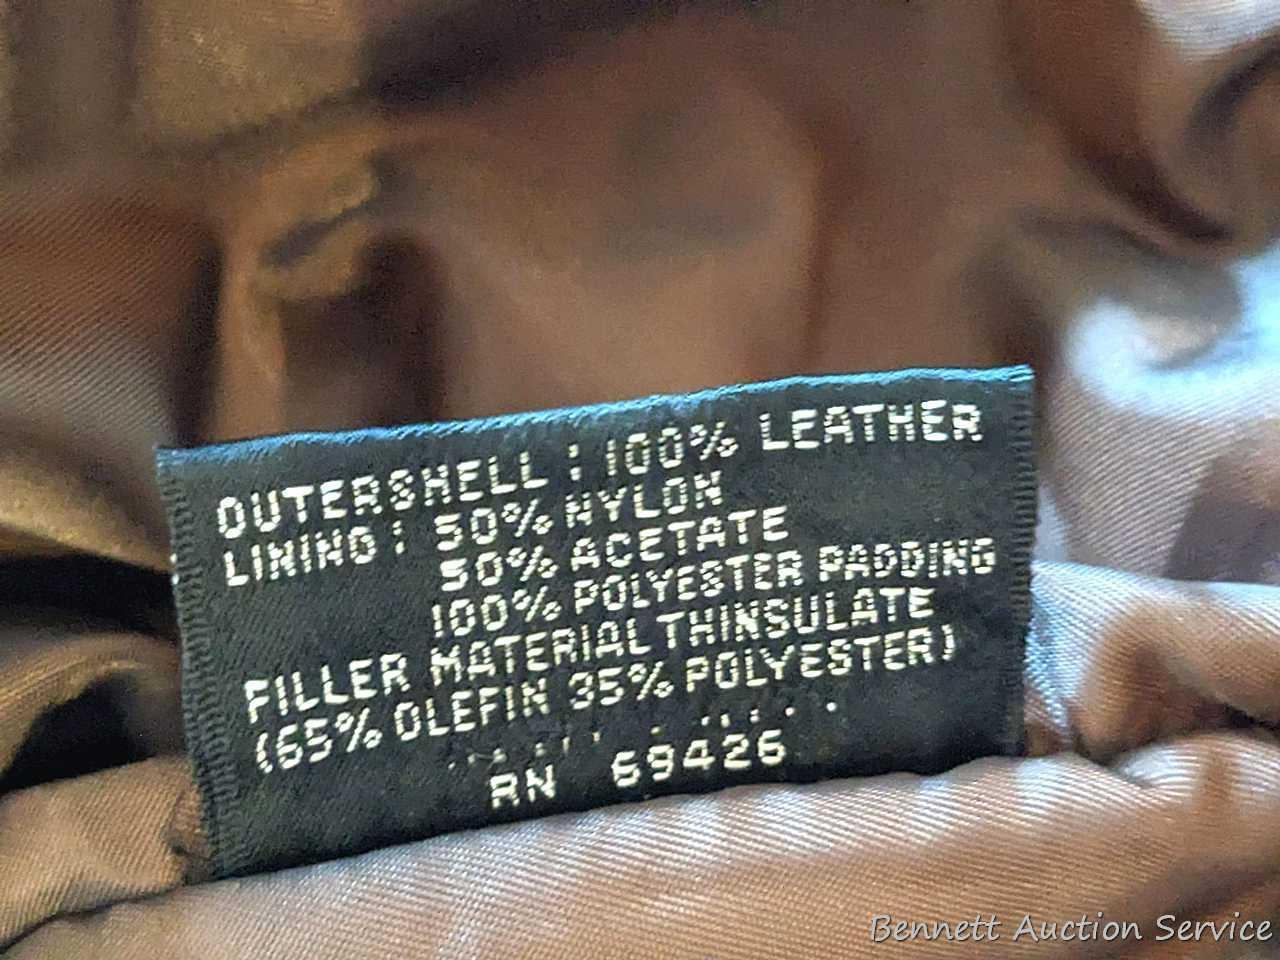 OUTERSHELL : 100% LEATHER
LINING : 50% NYLON
50% ACETATE
100% POLYESTER PADDING
FILLER MATERIAL THINSULATE
(65% OLEFIN 35% POLYESTER)
RN 69426
Bennett Auction Service